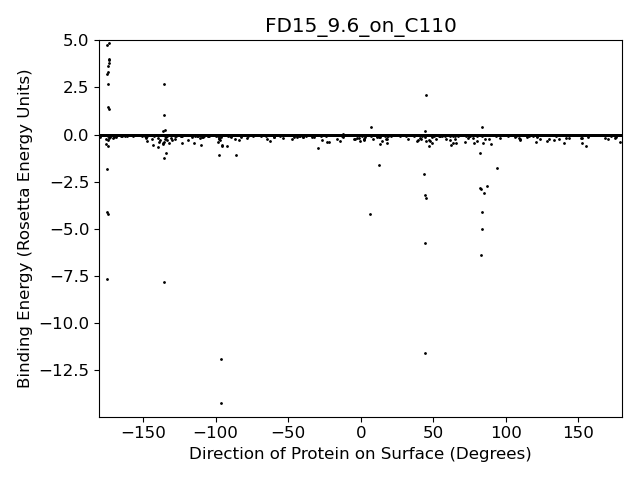 FD15_9.6_on_C110
5.0
2.5
0.0
−2.5
−5.0
−7.5
−10.0
−12.5
Binding Energy (Rosetta Energy Units)
−150 −100 −50 0 50 100 150
Direction of Protein on Surface (Degrees)